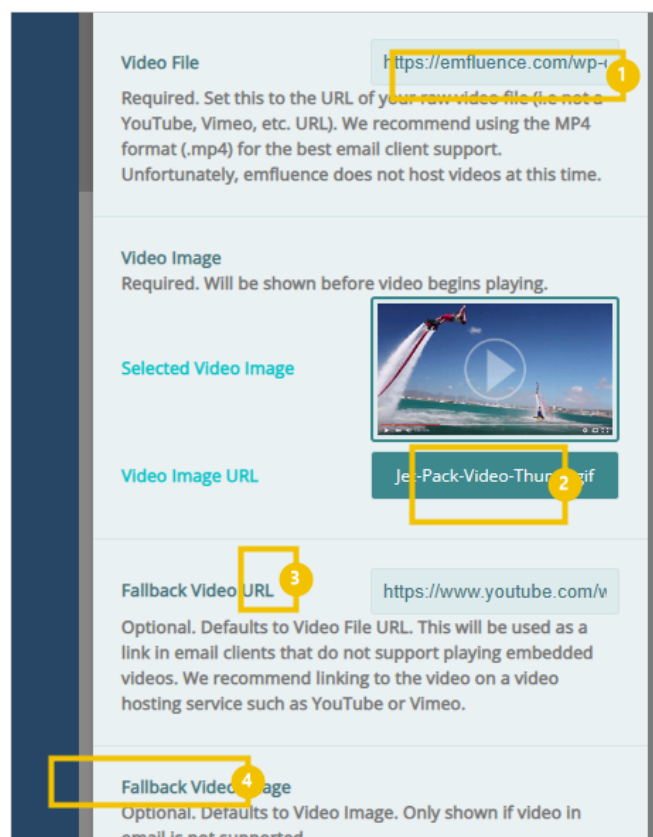 Video File
https://emfluence.com/wp-
1
Required. Set this to the URL of your raw video file (i.e not a
YouTube, Vimeo, etc. URL). We recommend using the MP4
format (.mp4) for the best email client support.
Unfortunately, emfluence does not host videos at this time.
Video Image
Required. Will be shown before video begins playing.
Selected Video Image
Video Image URL
Jet-Pack-Video-Thum gif
2
3
Fallback Video URL
https://www.youtube.com/w
Optional. Defaults to Video File URL. This will be used as a
link in email clients that do not support playing embedded
videos. We recommend linking to the video on a video
hosting service such as YouTube or Vimeo.
4
Fallback Video age
Optional. Defaults to Video Image. Only shown if video in
email is not supported